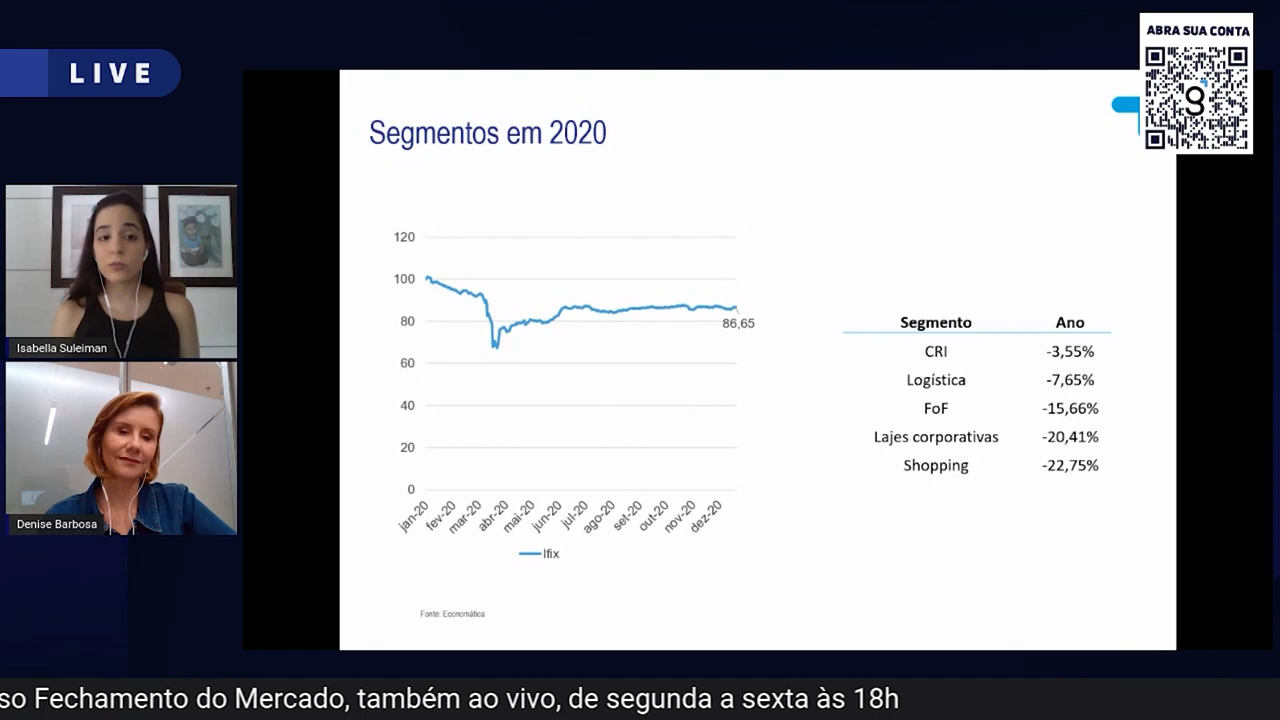 ABRA SUA CONTA
LIVE
Segmentos em 2020
Isabella Suleiman
Denise Barbosa
120
100
80
60
40
20
0
86,65
jan-20 fev-20 mar-20 abr-20 mai-20 jun-20 jul-20 ago-20 set-20 out-20 nov-20 dez-20
Ifix
Segmento Ano
CRI -3,55%
Logística -7,65%
FoF -15,66%
Lajes corporativas -20,41%
Shopping -22,75%
Fonte: Economática
so Fechamento do Mercado, também ao vivo, de segunda a sexta às 18h